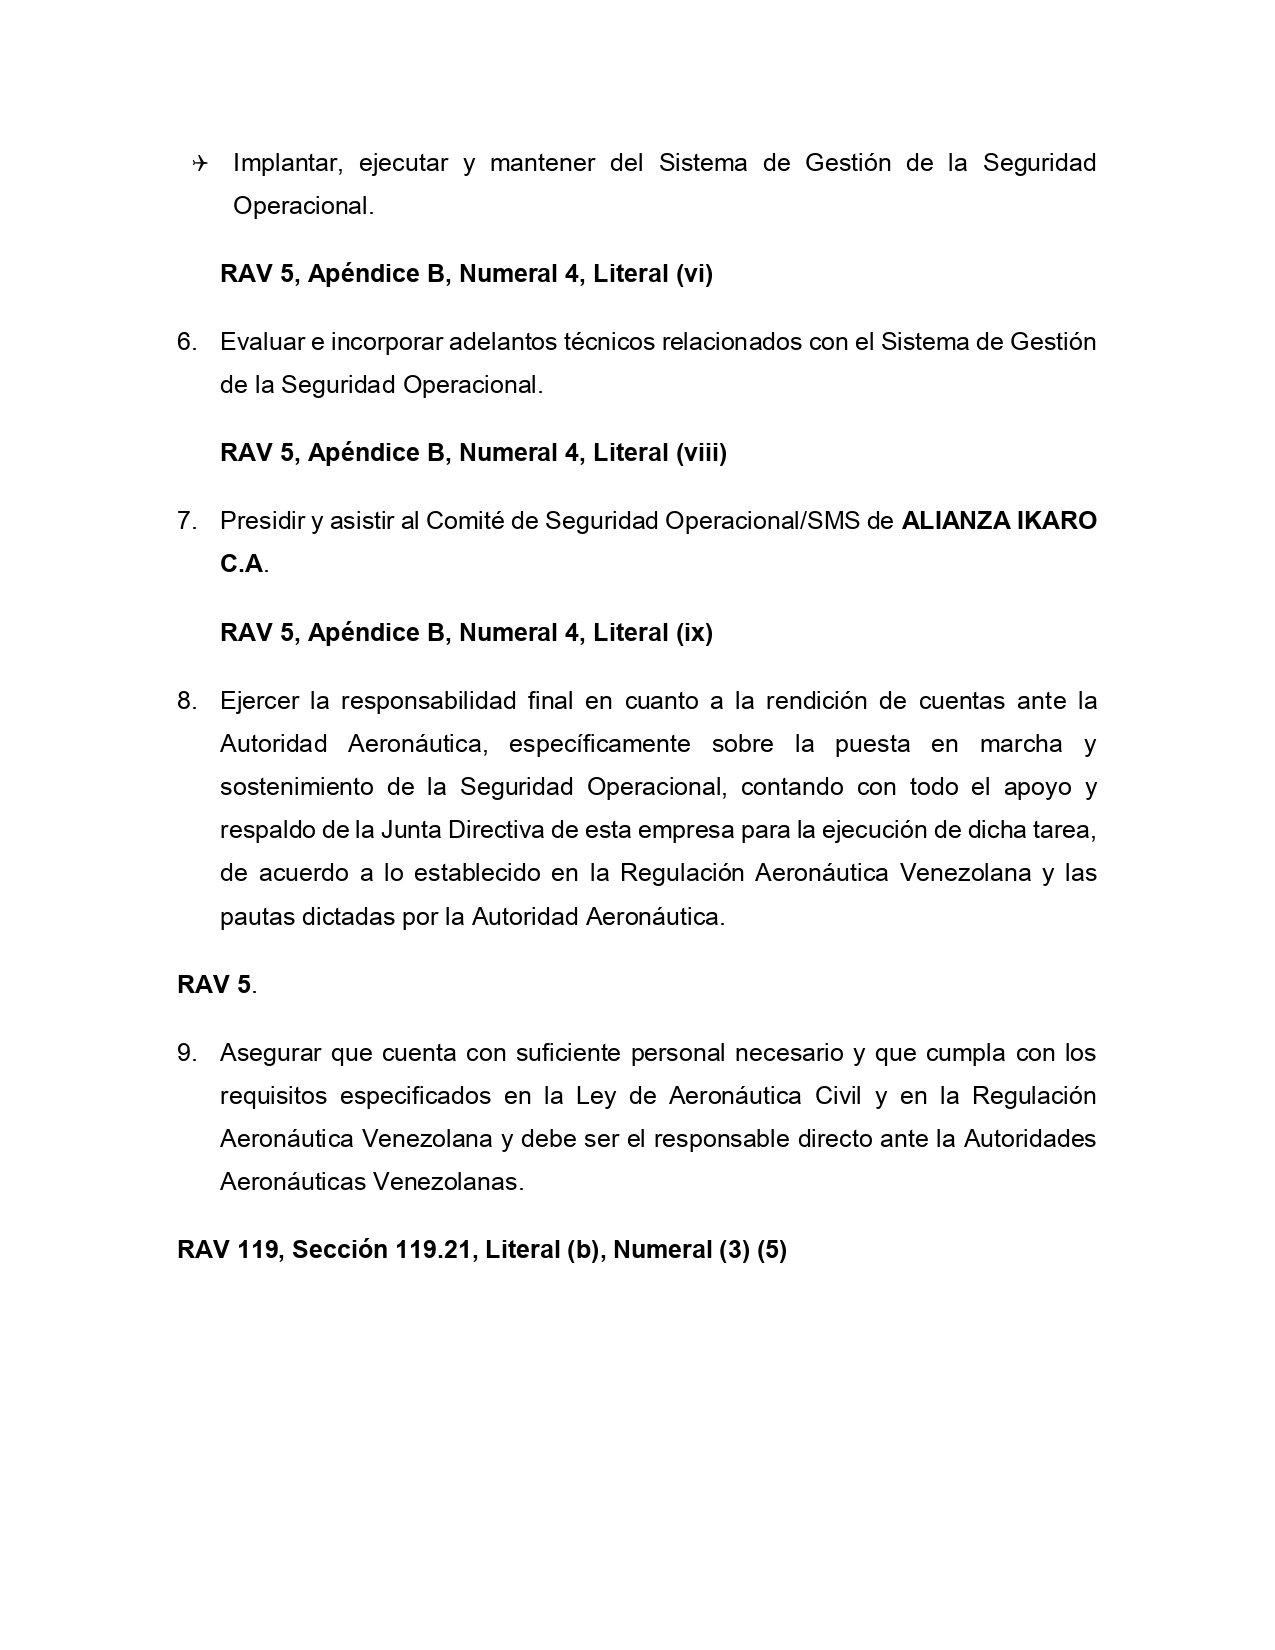 ✈ Implantar, ejecutar y mantener del Sistema de Gestión de la Seguridad
Operacional.
RAV 5, Apéndice B, Numeral 4, Literal (vi)
6. Evaluar e incorporar adelantos técnicos relacionados con el Sistema de Gestión
de la Seguridad Operacional.
RAV 5, Apéndice B, Numeral 4, Literal (viii)
7. Presidir y asistir al Comité de Seguridad Operacional/SMS de ALIANZA IKARO
C.A.
RAV 5, Apéndice B, Numeral 4, Literal (ix)
8. Ejercer la responsabilidad final en cuanto a la rendición de cuentas ante la
Autoridad Aeronáutica, específicamente sobre la puesta en marcha y
sostenimiento de la Seguridad Operacional, contando con todo el apoyo y
respaldo de la Junta Directiva de esta empresa para la ejecución de dicha tarea,
de acuerdo a lo establecido en la Regulación Aeronáutica Venezolana y las
pautas dictadas por la Autoridad Aeronáutica.
RAV 5.
9. Asegurar que cuenta con suficiente personal necesario y que cumpla con los
requisitos especificados en la Ley de Aeronáutica Civil y en la Regulación
Aeronáutica Venezolana y debe ser el responsable directo ante la Autoridades
Aeronáuticas Venezolanas.
RAV 119, Sección 119.21, Literal (b), Numeral (3) (5)